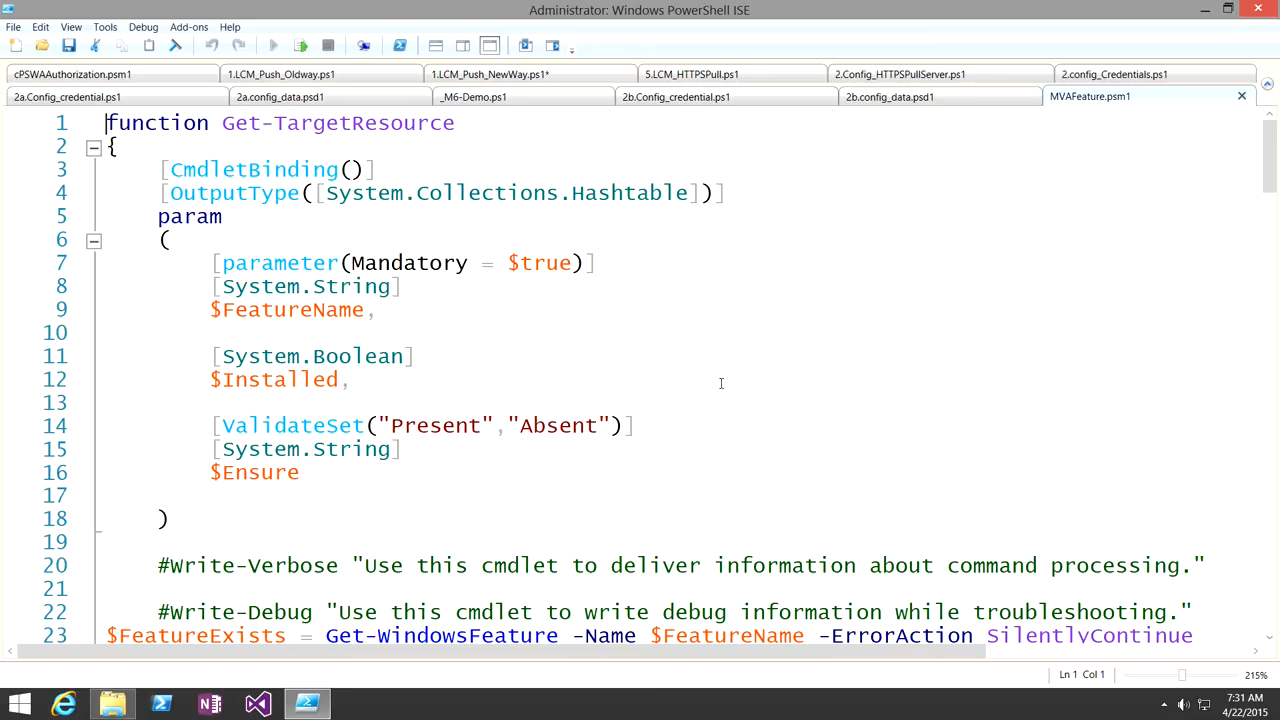 Administrator: Windows PowerShell ISE
File Edit View Tools Debug Add-ons Help
cPSWAAuthorization.psm1 1.LCM_Push_Oldway.ps1 1.LCM_Push_NewWay.ps1* 5.LCM_HTTPSPull.ps1 2.Config_HTTPSPullServer.ps1 2.config_Credentials.ps1
2a.Config_credential.ps1 2a.config_data.psd1 _M6-Demo.ps1 2b.Config_credential.ps1 2b.config_data.psd1 MVAFeature.psm1
1 function Get-TargetResource
2 {
3 [CmdletBinding()]
4 [OutputType([System.Collections.Hashtable])]
5 param
6 (
7 [parameter(Mandatory = $true)]
8 [System.String]
9 $FeatureName,
10
11 [System.Boolean]
12 $Installed,
13
14 [ValidateSet("Present","Absent")]
15 [System.String]
16 $Ensure
17
18 )
19
20 #Write-Verbose "Use this cmdlet to deliver information about command processing."
21
22 #Write-Debug "Use this cmdlet to write debug information while troubleshooting."
23 $FeatureExists = Get-WindowsFeature -Name $FeatureName -ErrorAction SilentlyContinue
Ln 1 Col 1 215%
7:31 AM
4/22/2015